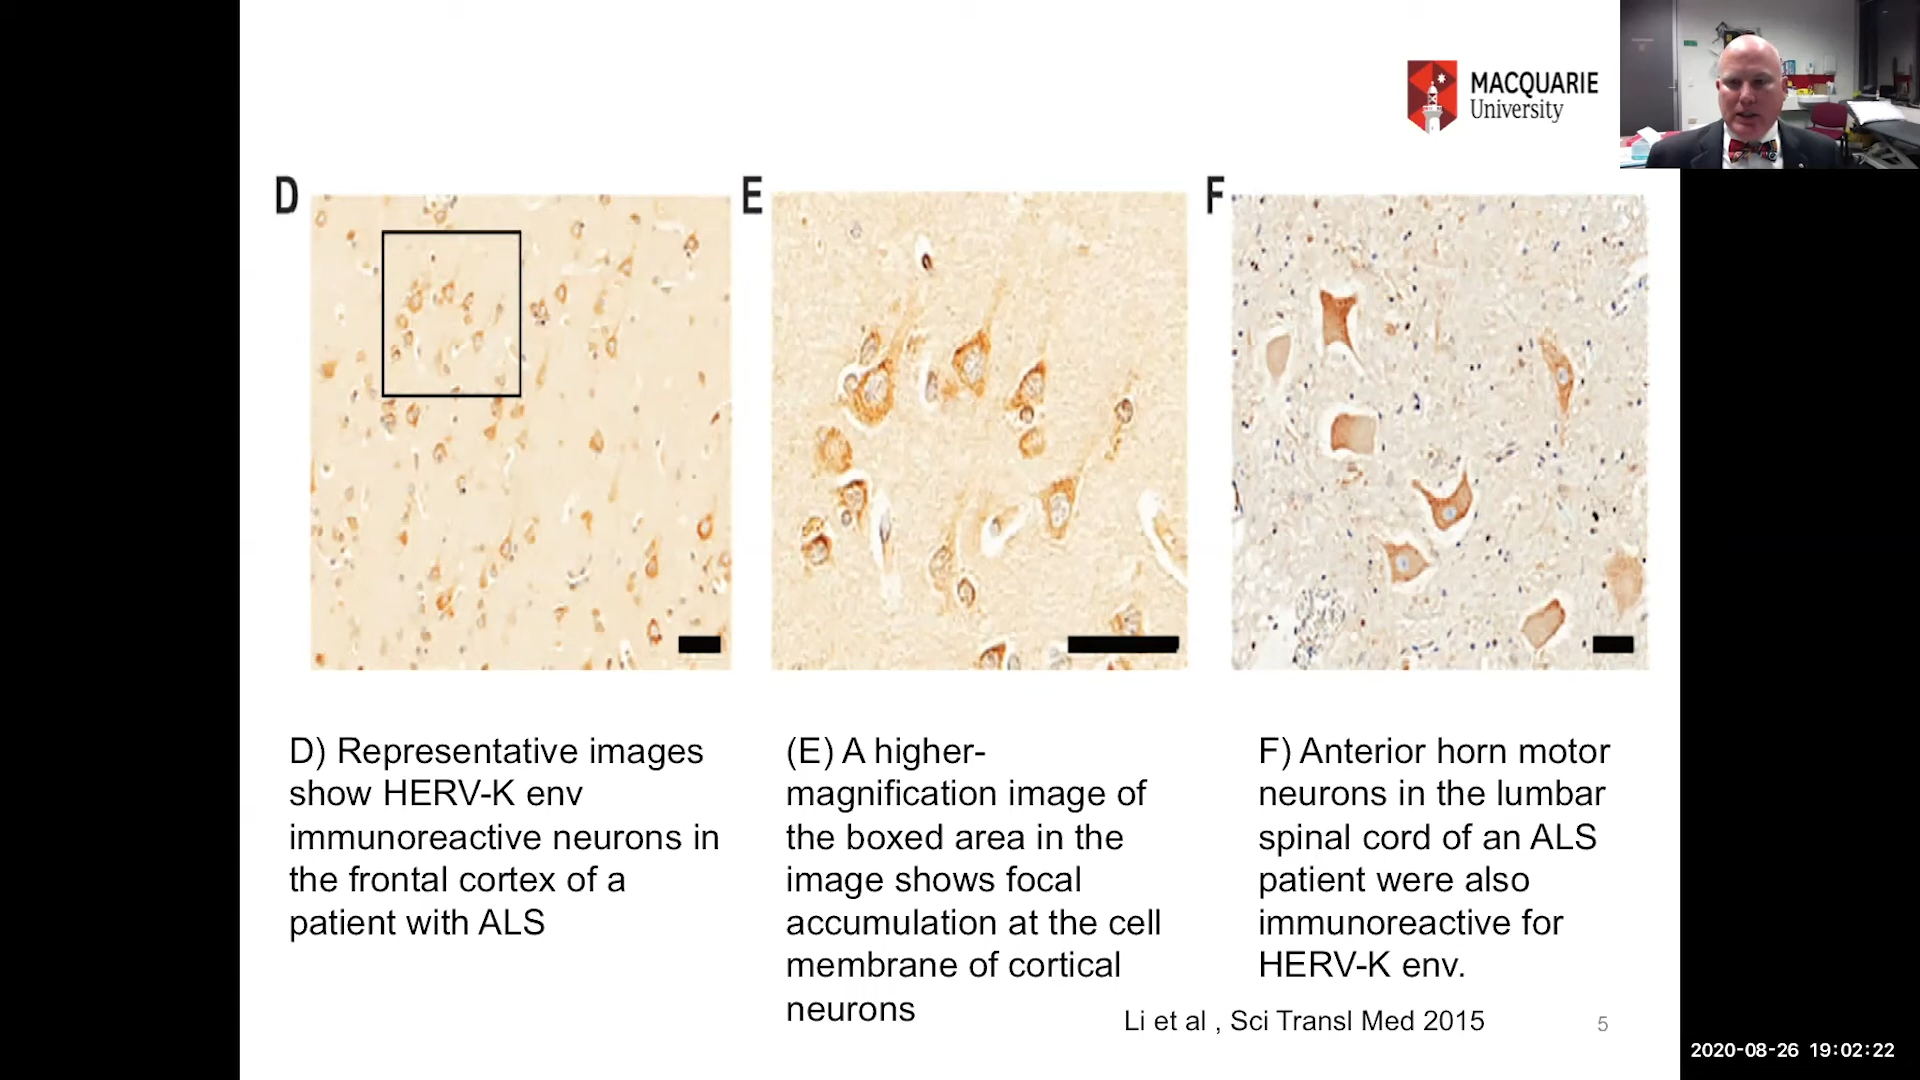 MACQUARIE
University
D
E
F
D) Representative images
show HERV-K env
immunoreactive neurons in
the frontal cortex of a
patient with ALS
(E) A higher-
magnification image of
the boxed area in the
image shows focal
accumulation at the cell
membrane of cortical
neurons
F) Anterior horn motor
neurons in the lumbar
spinal cord of an ALS
patient were also
immunoreactive for
HERV-K env.
Li et al , Sci Transl Med 2015
5
2020-08-26 19:02:22